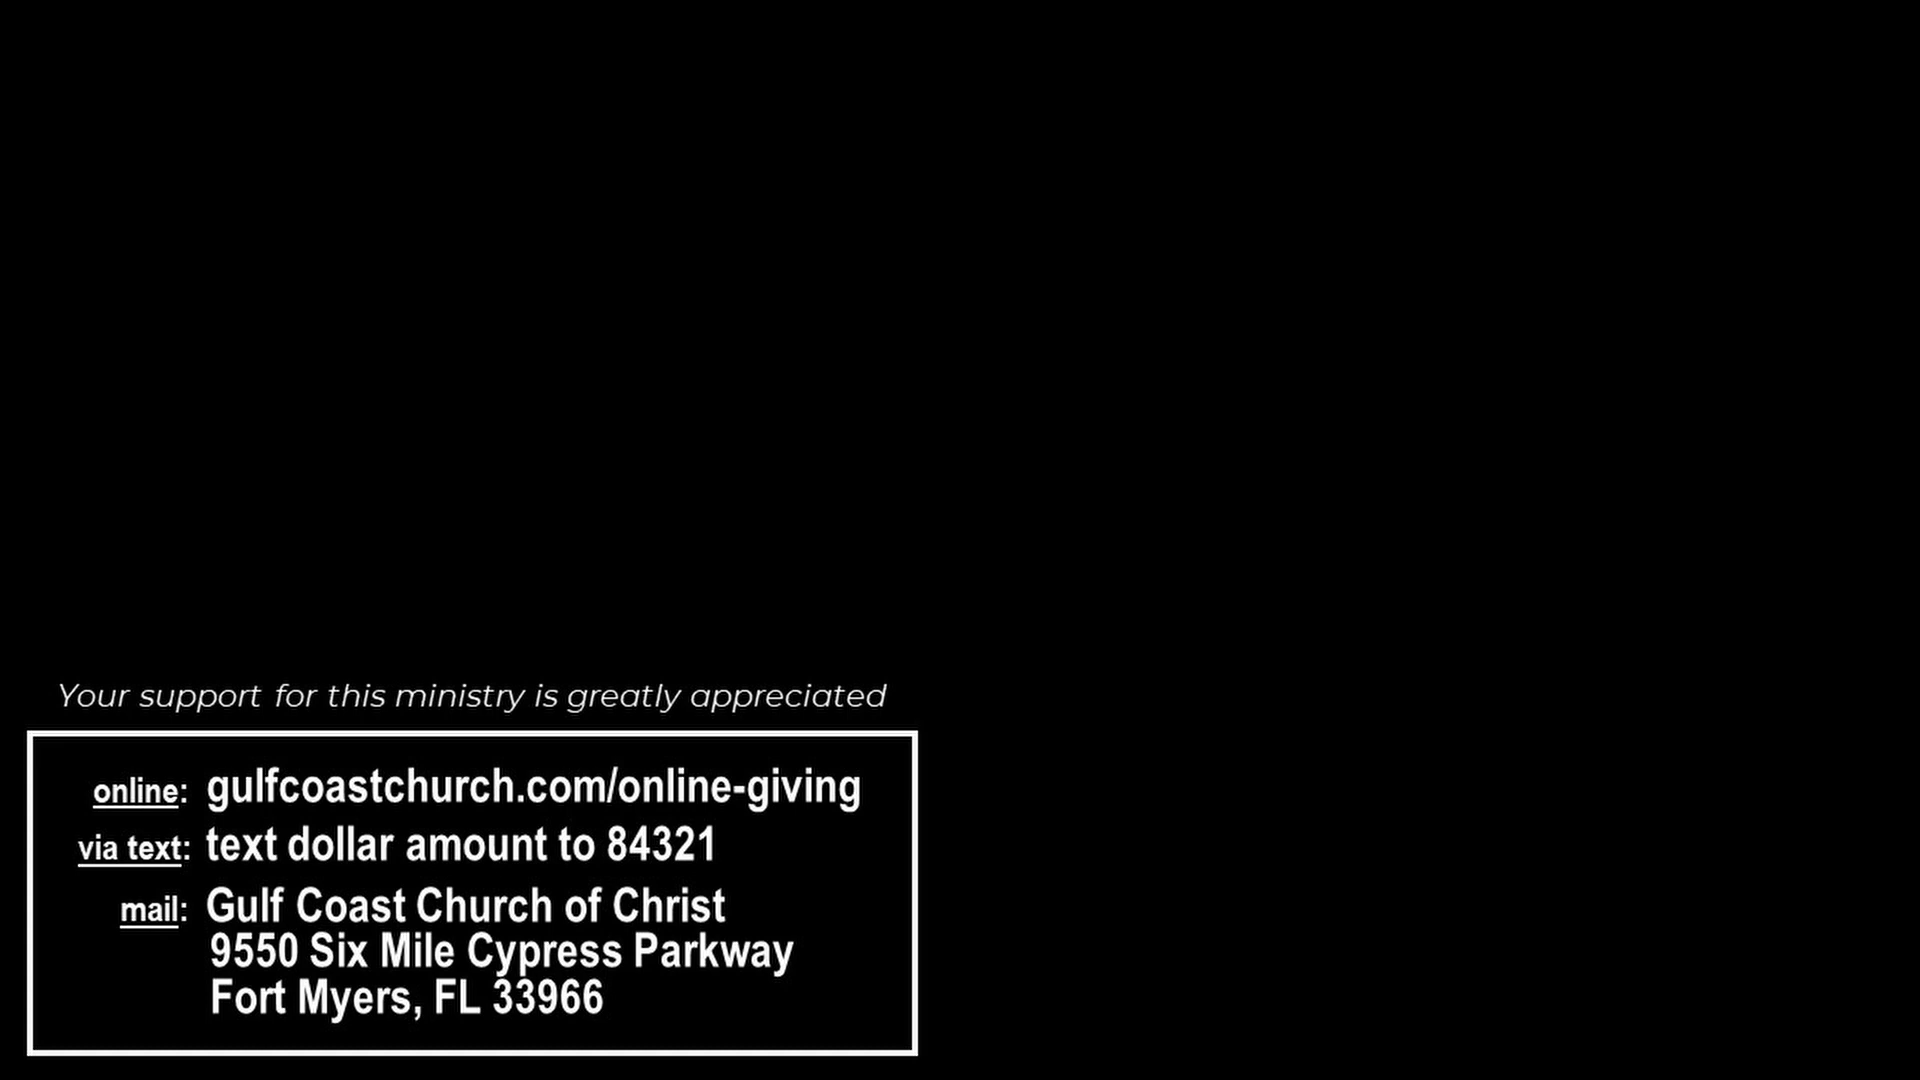 Your support for this ministry is greatly appreciated
online: gulfcoastchurch.com/online-giving
via text: text dollar amount to 84321
mail: Gulf Coast Church of Christ
9550 Six Mile Cypress Parkway
Fort Myers, FL 33966